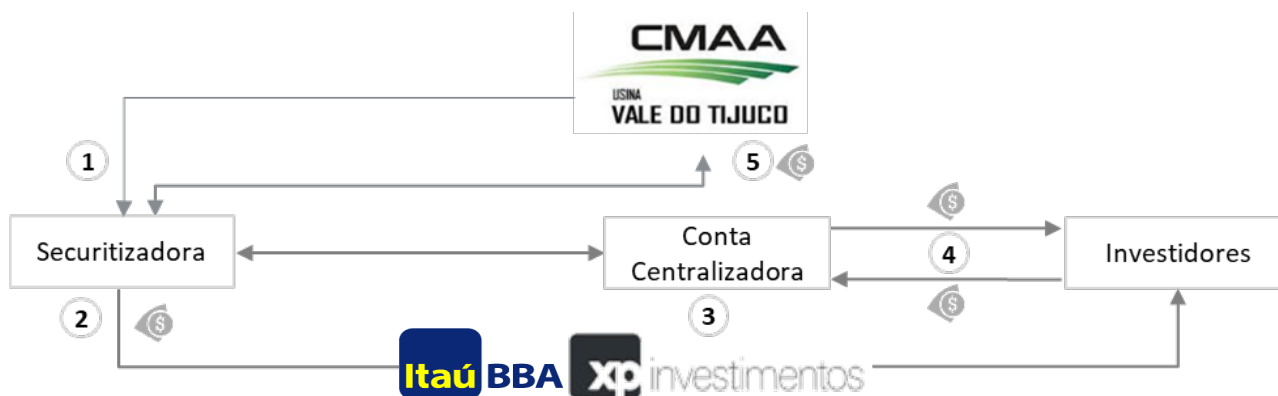 CMAA
USINA
VALE DO TIJUCO
1
5
$
$
Securitizadora
Conta
Centralizadora
4
Investidores
2
$
3
$
Itaú BBA xp investimentos